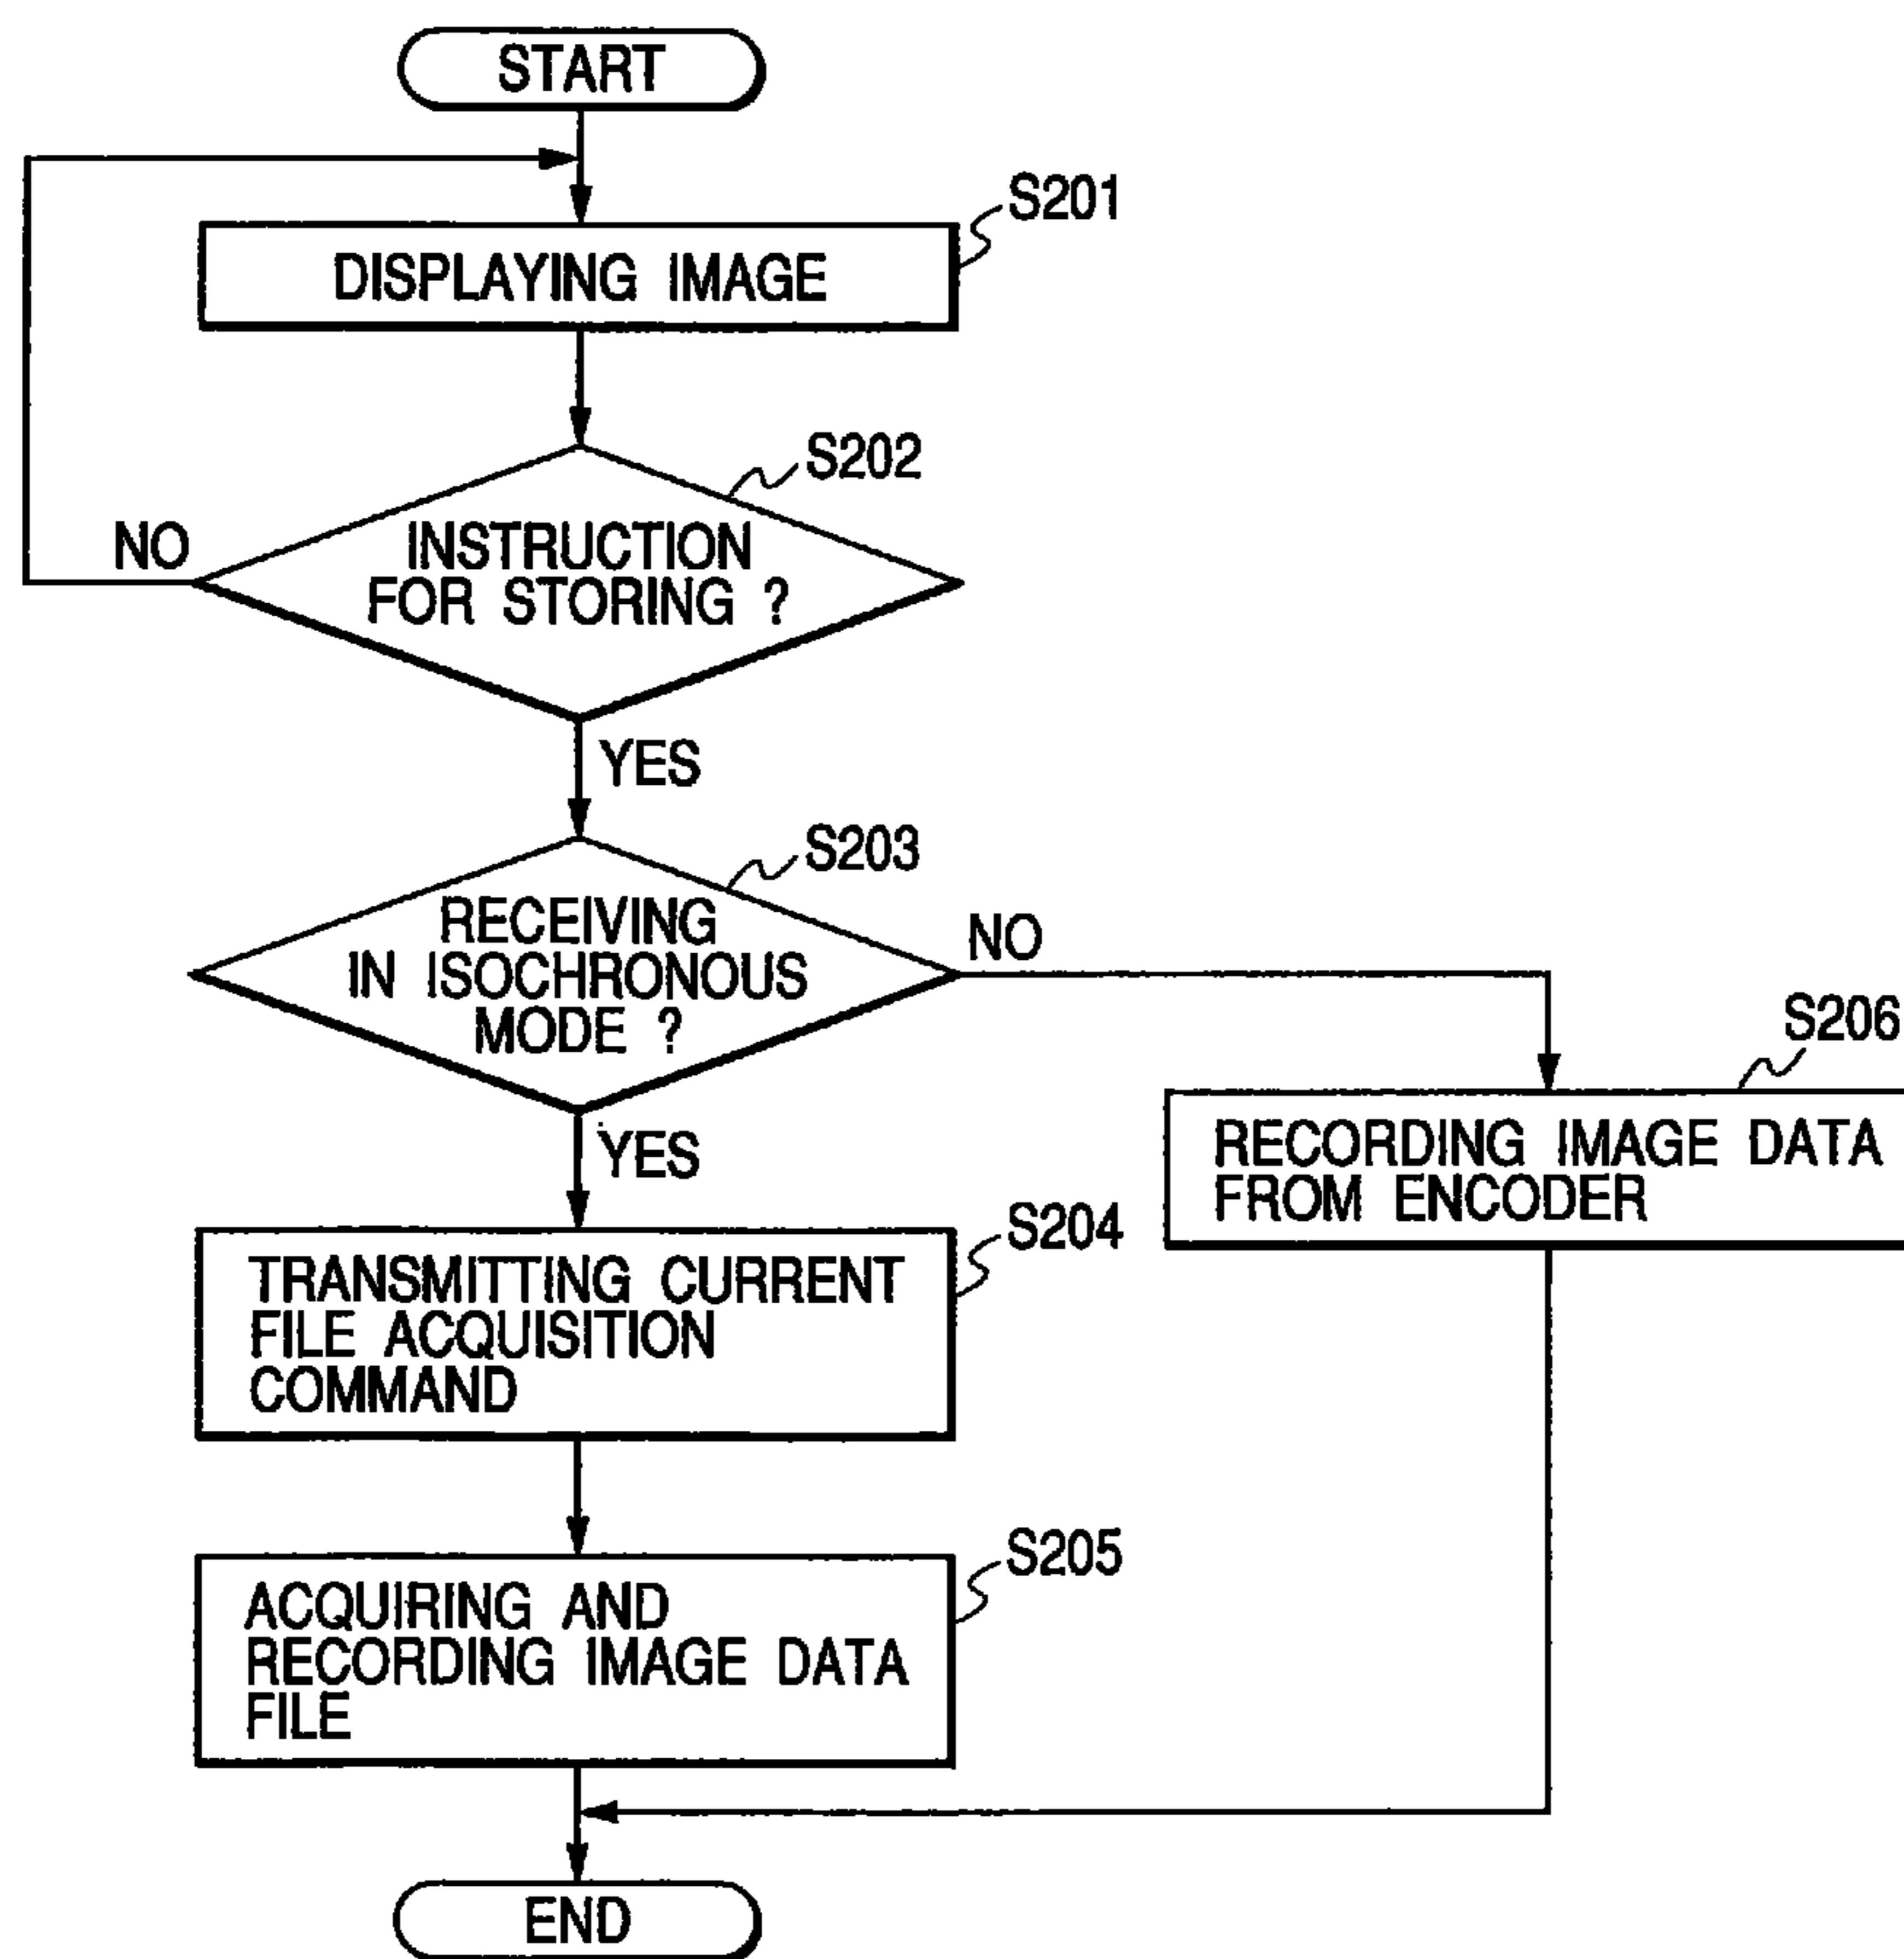 START
S201
DISPLAYING IMAGE
S202
NO
INSTRUCTION
FOR STORING ?
YES
S203
RECEIVING
IN ISOCHRONOUS
MODE ?
NO
S206
RECORDING IMAGE DATA
FROM ENCODER
YES
S204
TRANSMITTING CURRENT
FILE ACQUISITION
COMMAND
S205
ACQUIRING AND
RECORDING IMAGE DATA
FILE
END